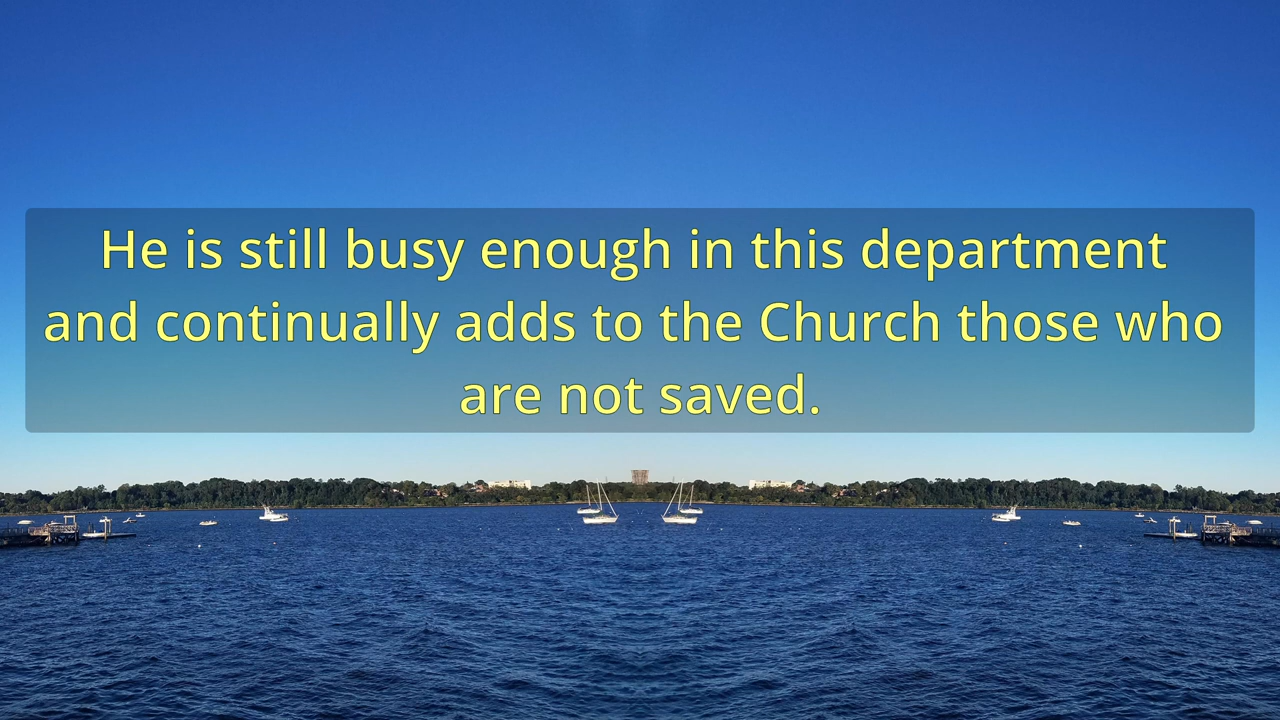 He is still busy enough in this department
and continually adds to the Church those who
are not saved.